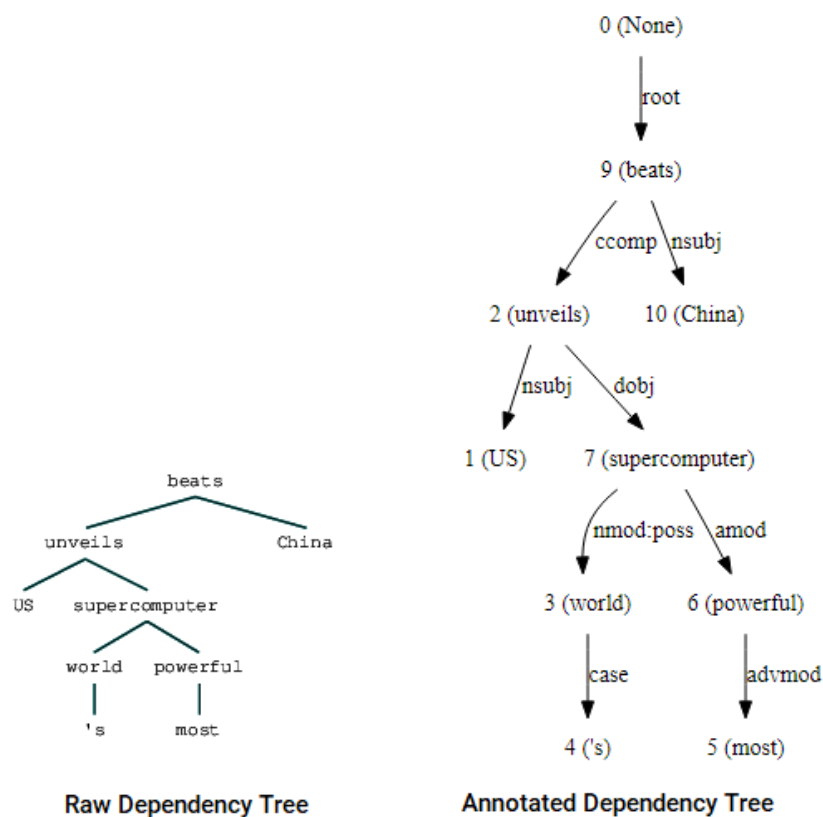 0 (None)
root
9 (beats)
ccomp nsubj
2 (unveils) 10 (China)
nsubj dobj
1 (US) 7 (supercomputer)
nmod:poss amod
3 (world) 6 (powerful)
case advmod
4 ('s) 5 (most)
Annotated Dependency Tree
beats
unveils China
US supercomputer
world powerful
's most
Raw Dependency Tree